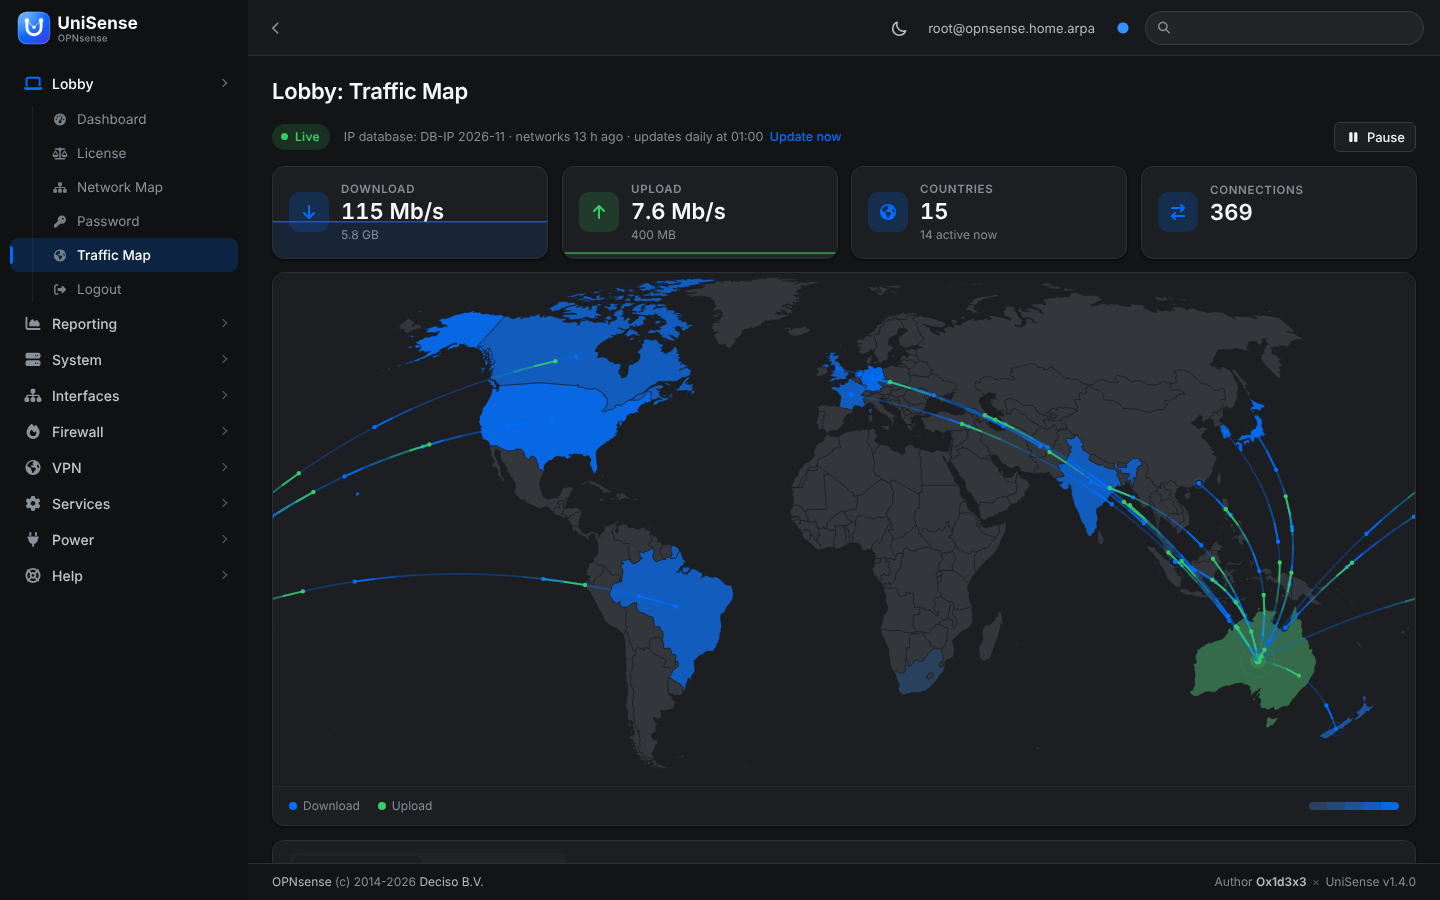 UniSense
OPNsense
root@opnsense.home.arpa
Lobby
Dashboard
License
Network Map
Password
Traffic Map
Logout
Reporting
System
Interfaces
Firewall
VPN
Services
Power
Help
Lobby: Traffic Map
Live
IP database: DB-IP 2026-11 · networks 13 h ago · updates daily at 01:00 Update now
Pause
DOWNLOAD
115 Mb/s
5.8 GB
UPLOAD
7.6 Mb/s
400 MB
COUNTRIES
15
14 active now
CONNECTIONS
369
Download
Upload
OPNsense (c) 2014-2026 Deciso B.V.
Author Ox1d3x3 × UniSense v1.4.0